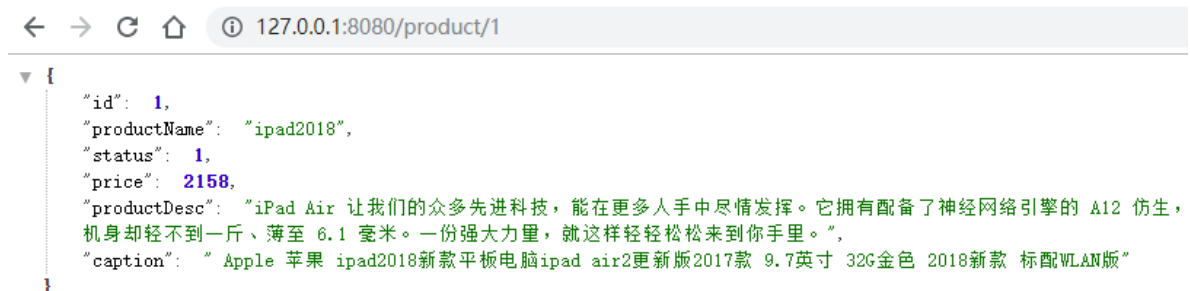 127.0.0.1:8080/product/1
{
"id": 1,
"productName": "ipad2018",
"status": 1,
"price": 2158,
"productDesc": "iPad Air 让我们的众多先进科技，能在更多人手中尽情发挥。它拥有配备了神经网络引擎的 A12 仿生，
机身却轻不到一斤、薄至 6.1 毫米。一份强大力量，就这样轻轻松松来到你手里。",
"caption": " Apple 苹果 ipad2018新款平板电脑ipad air2更新版2017款 9.7英寸 32G金色 2018新款 标配WLAN版"
}